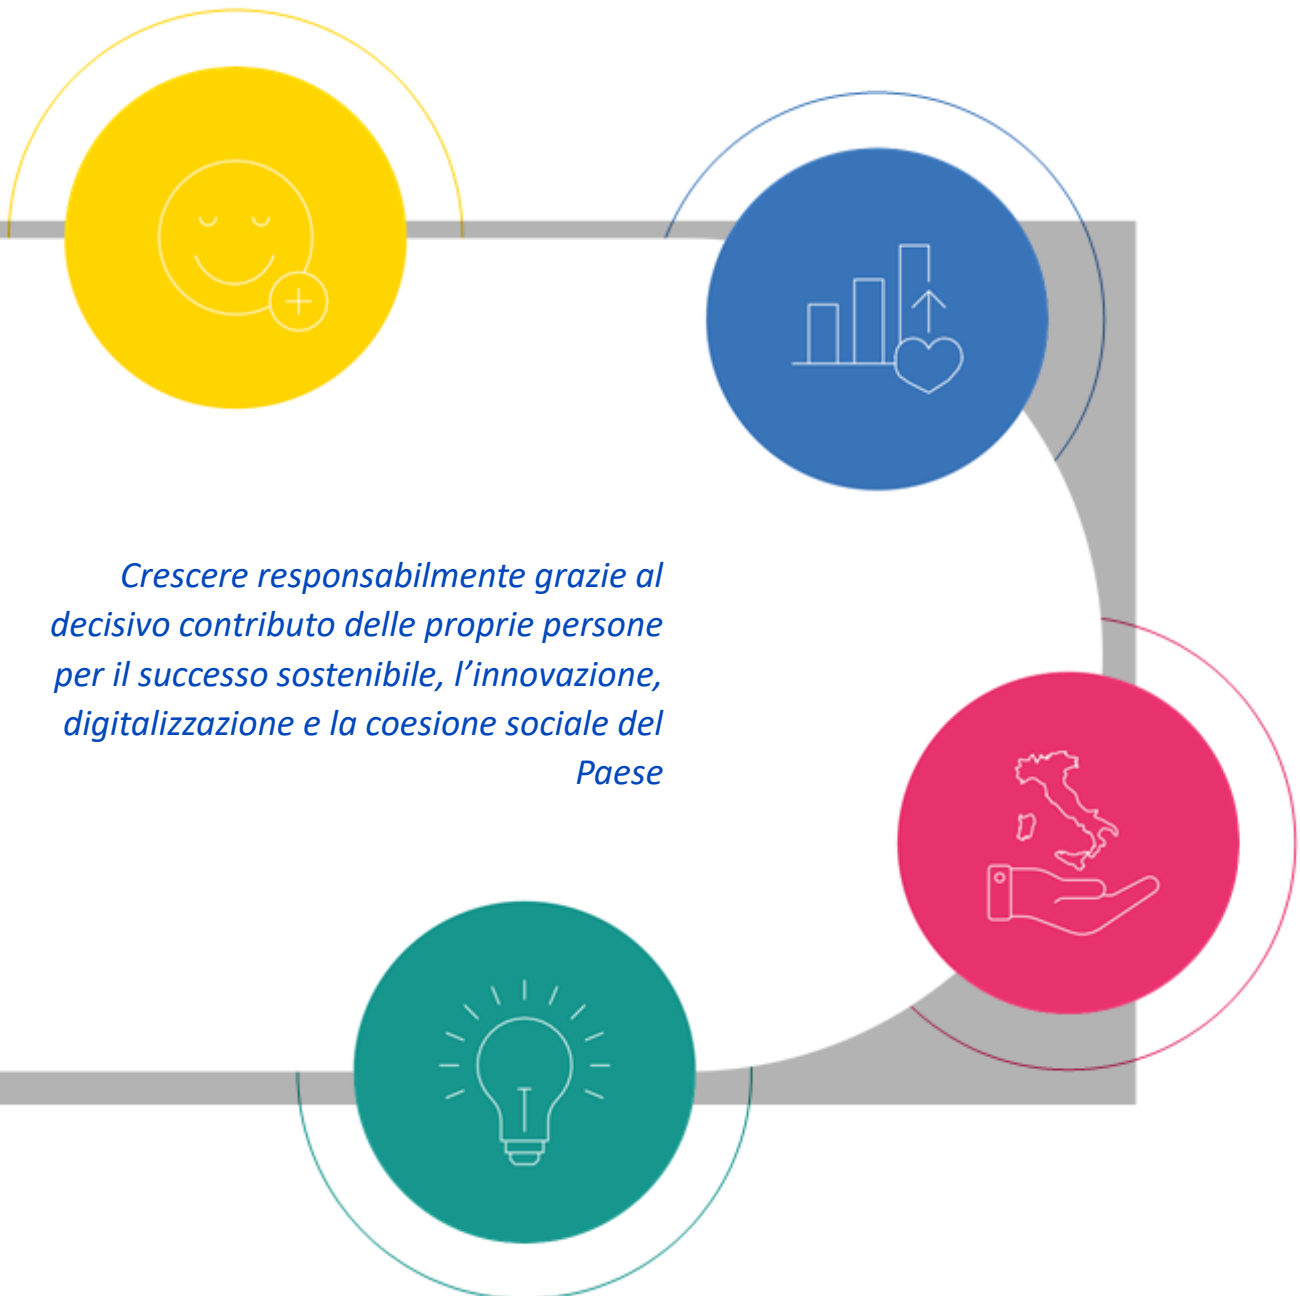 Crescere responsabilmente grazie al
decisivo contributo delle proprie persone
per il successo sostenibile, l’innovazione,
digitalizzazione e la coesione sociale del
Paese